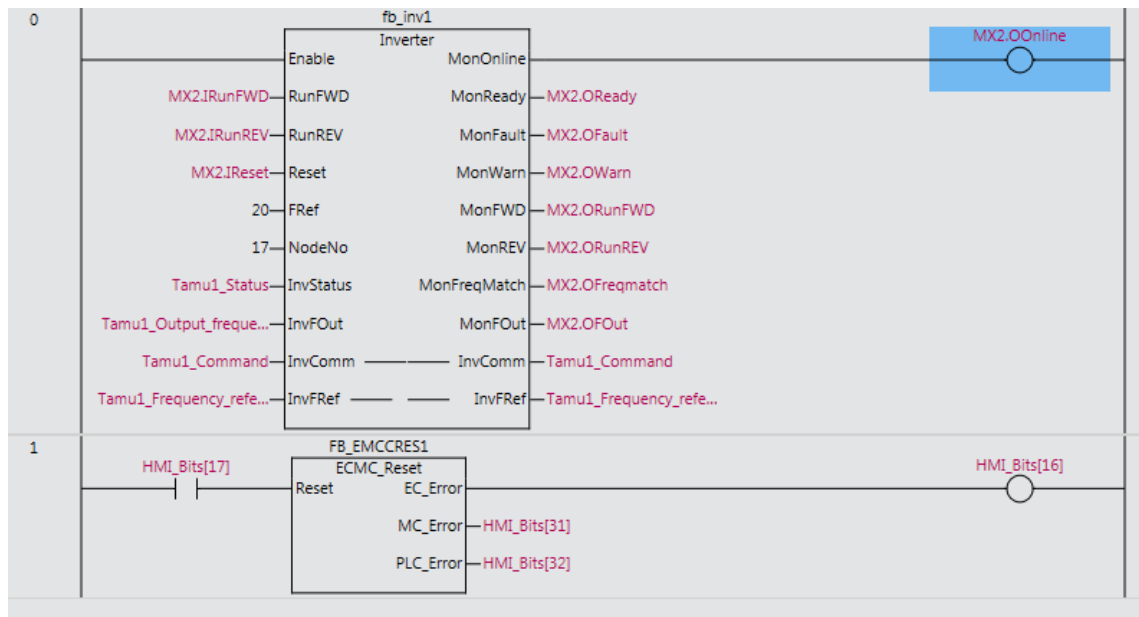 0
fb_inv1
Inverter
MX2.OOnline
Enable MonOnline
MX2.IRunFWD RunFWD MonReady MX2.OReady
MX2.IRunREV RunREV MonFault MX2.OFault
MX2.IReset Reset MonWarn MX2.OWarn
20 FRef MonFWD MX2.ORunFWD
17 NodeNo MonREV MX2.ORunREV
Tamu1_Status InvStatus MonFreqMatch MX2.OFreqmatch
Tamu1_Output_freque... InvFOut MonFOut MX2.OFOut
Tamu1_Command InvComm InvComm Tamu1_Command
Tamu1_Frequency_refe... InvFRef InvFRef Tamu1_Frequency_refe...
1
FB_EMCCRES1
HMI_Bits[17] ECMC_Reset HMI_Bits[16]
Reset EC_Error
MC_Error HMI_Bits[31]
PLC_Error HMI_Bits[32]